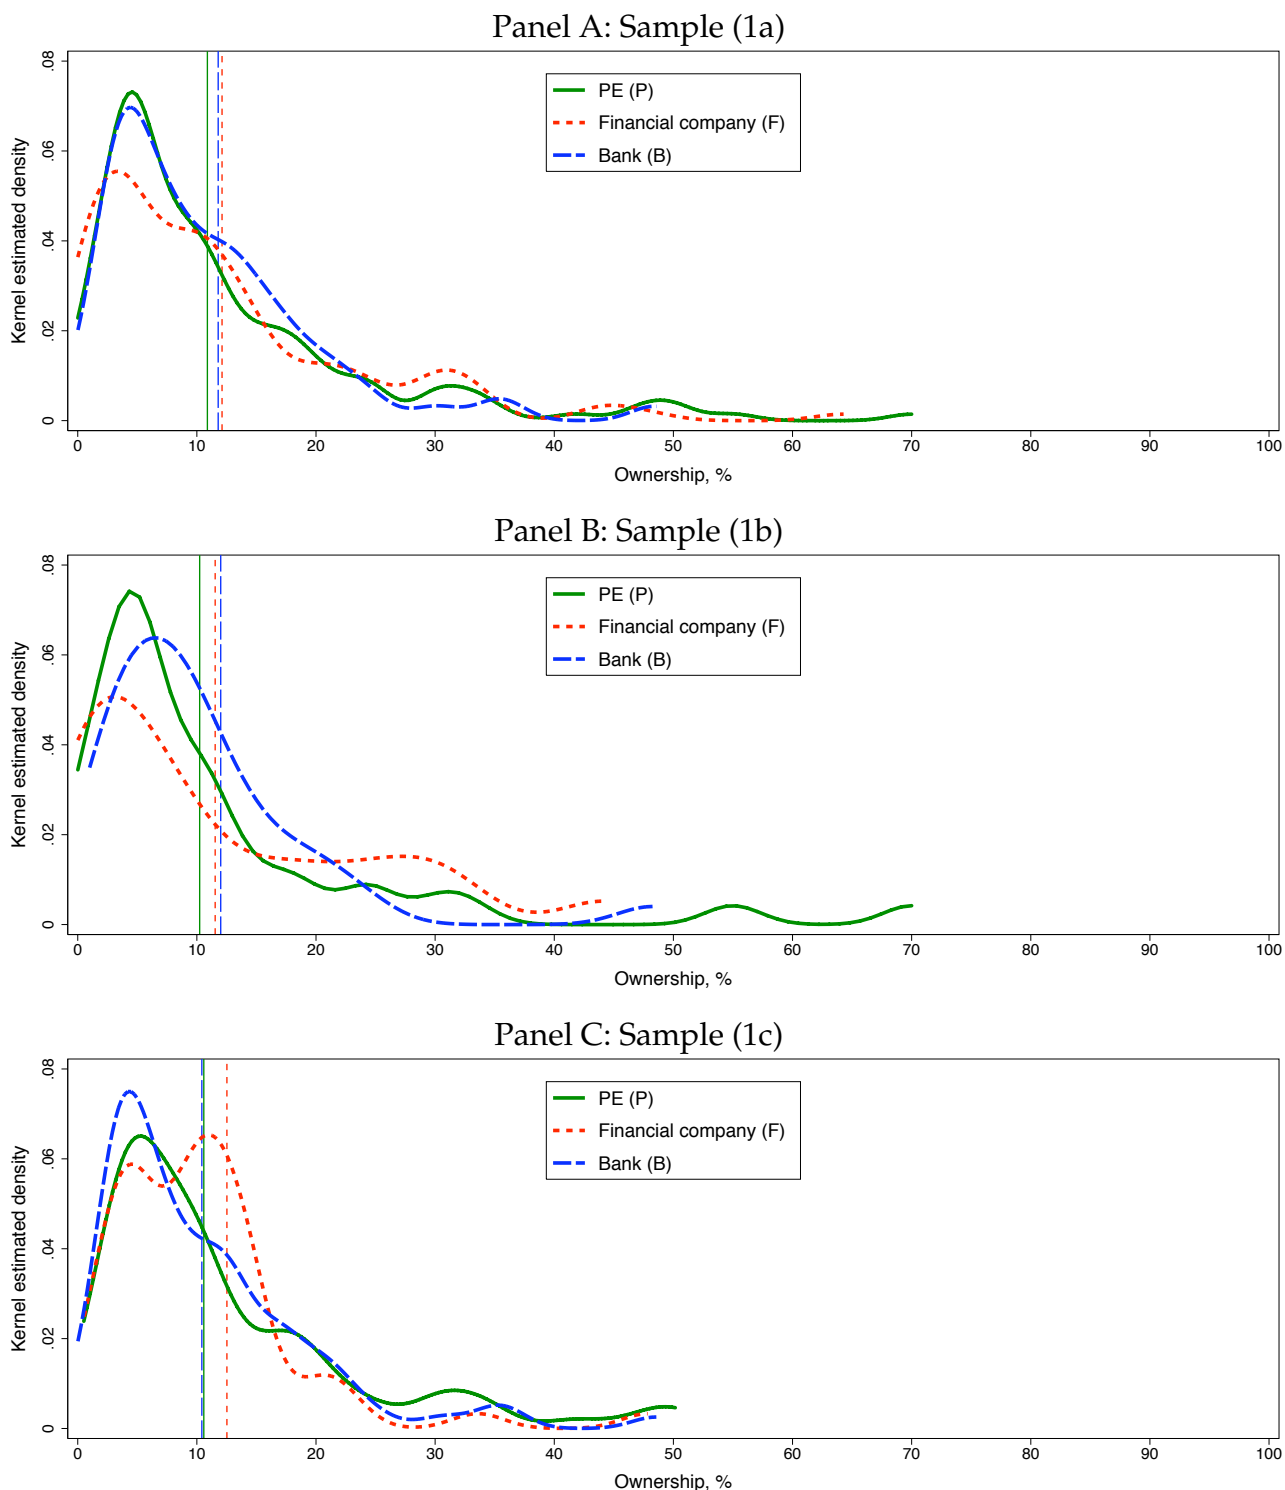 Panel A: Sample (1a)
.08
.06
.04
.02
0
Kernel estimated density
PE (P)
Financial company (F)
Bank (B)
0 10 20 30 40 50 60 70 80 90 100
Ownership, %
Panel B: Sample (1b)
.08
.06
.04
.02
0
Kernel estimated density
PE (P)
Financial company (F)
Bank (B)
0 10 20 30 40 50 60 70 80 90 100
Ownership, %
Panel C: Sample (1c)
.08
.06
.04
.02
0
Kernel estimated density
PE (P)
Financial company (F)
Bank (B)
0 10 20 30 40 50 60 70 80 90 100
Ownership, %